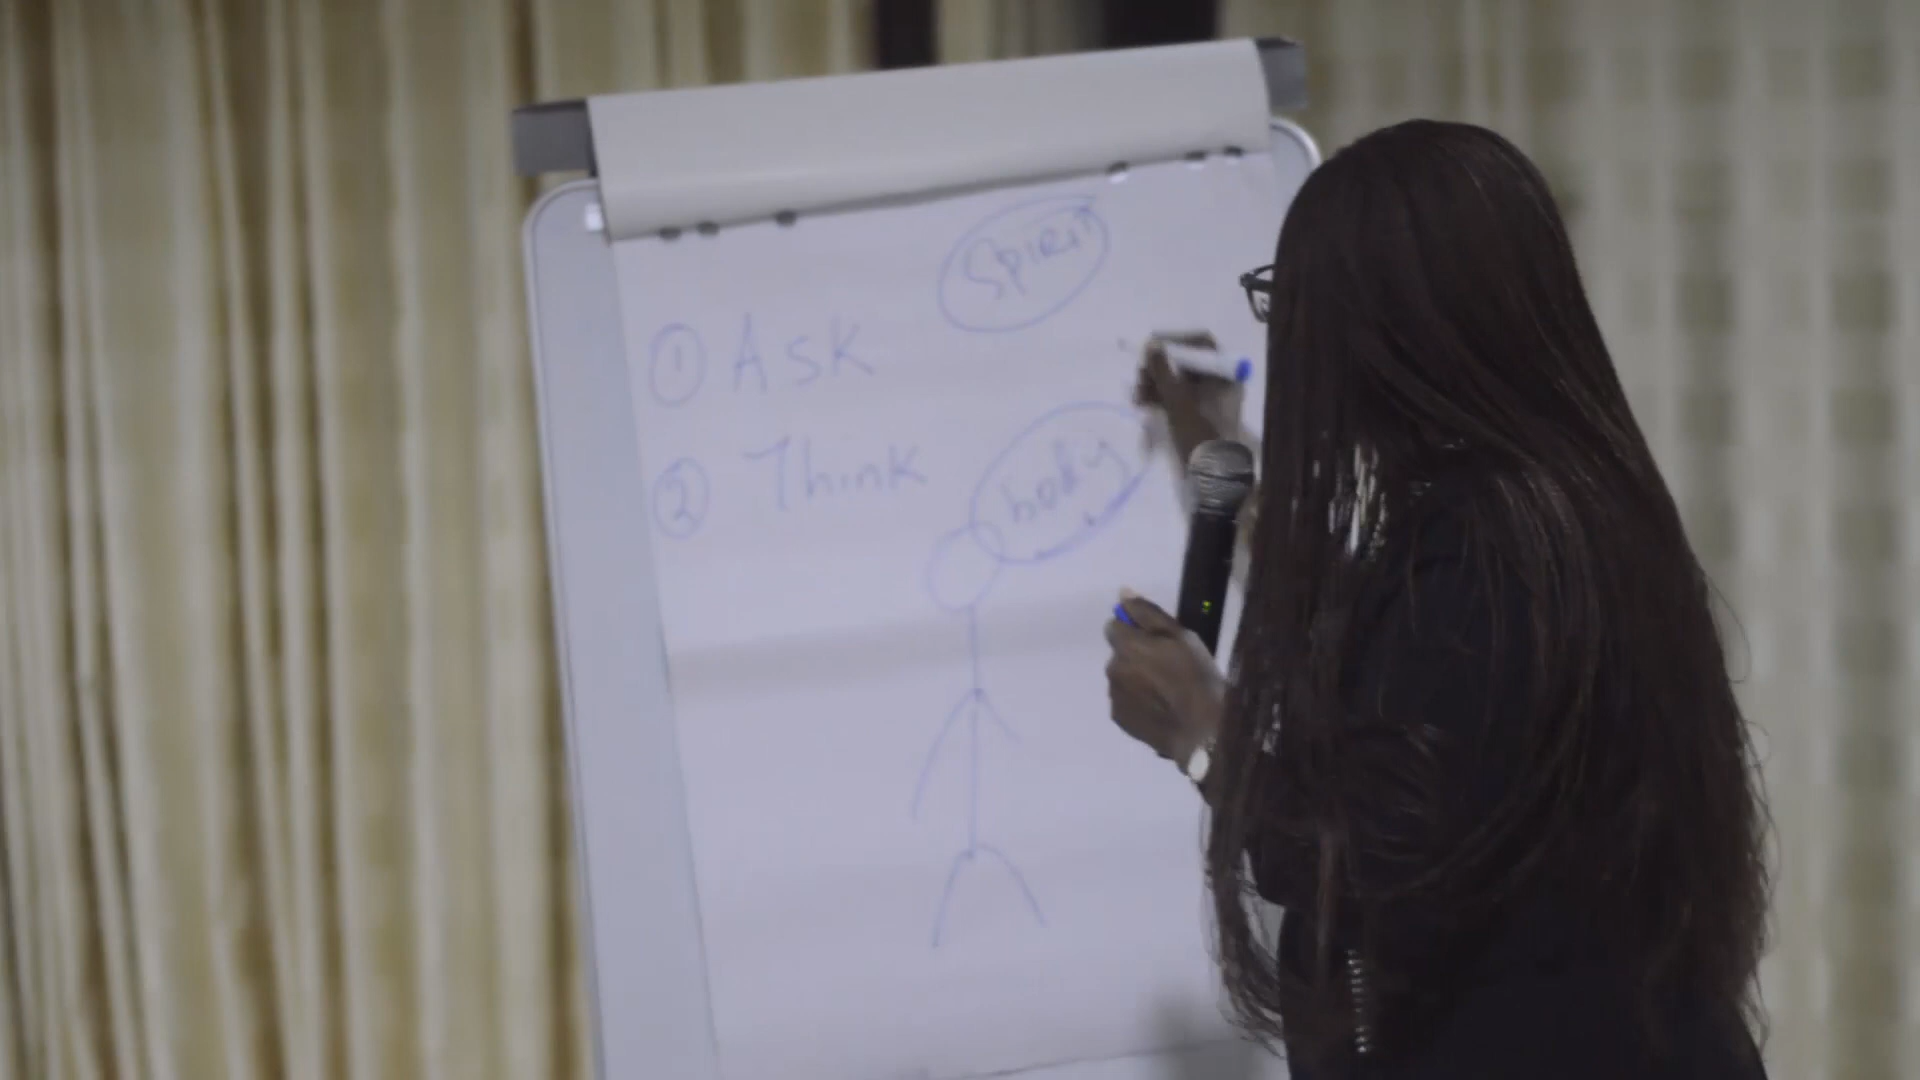 Spirit
① Ask
② Think
body